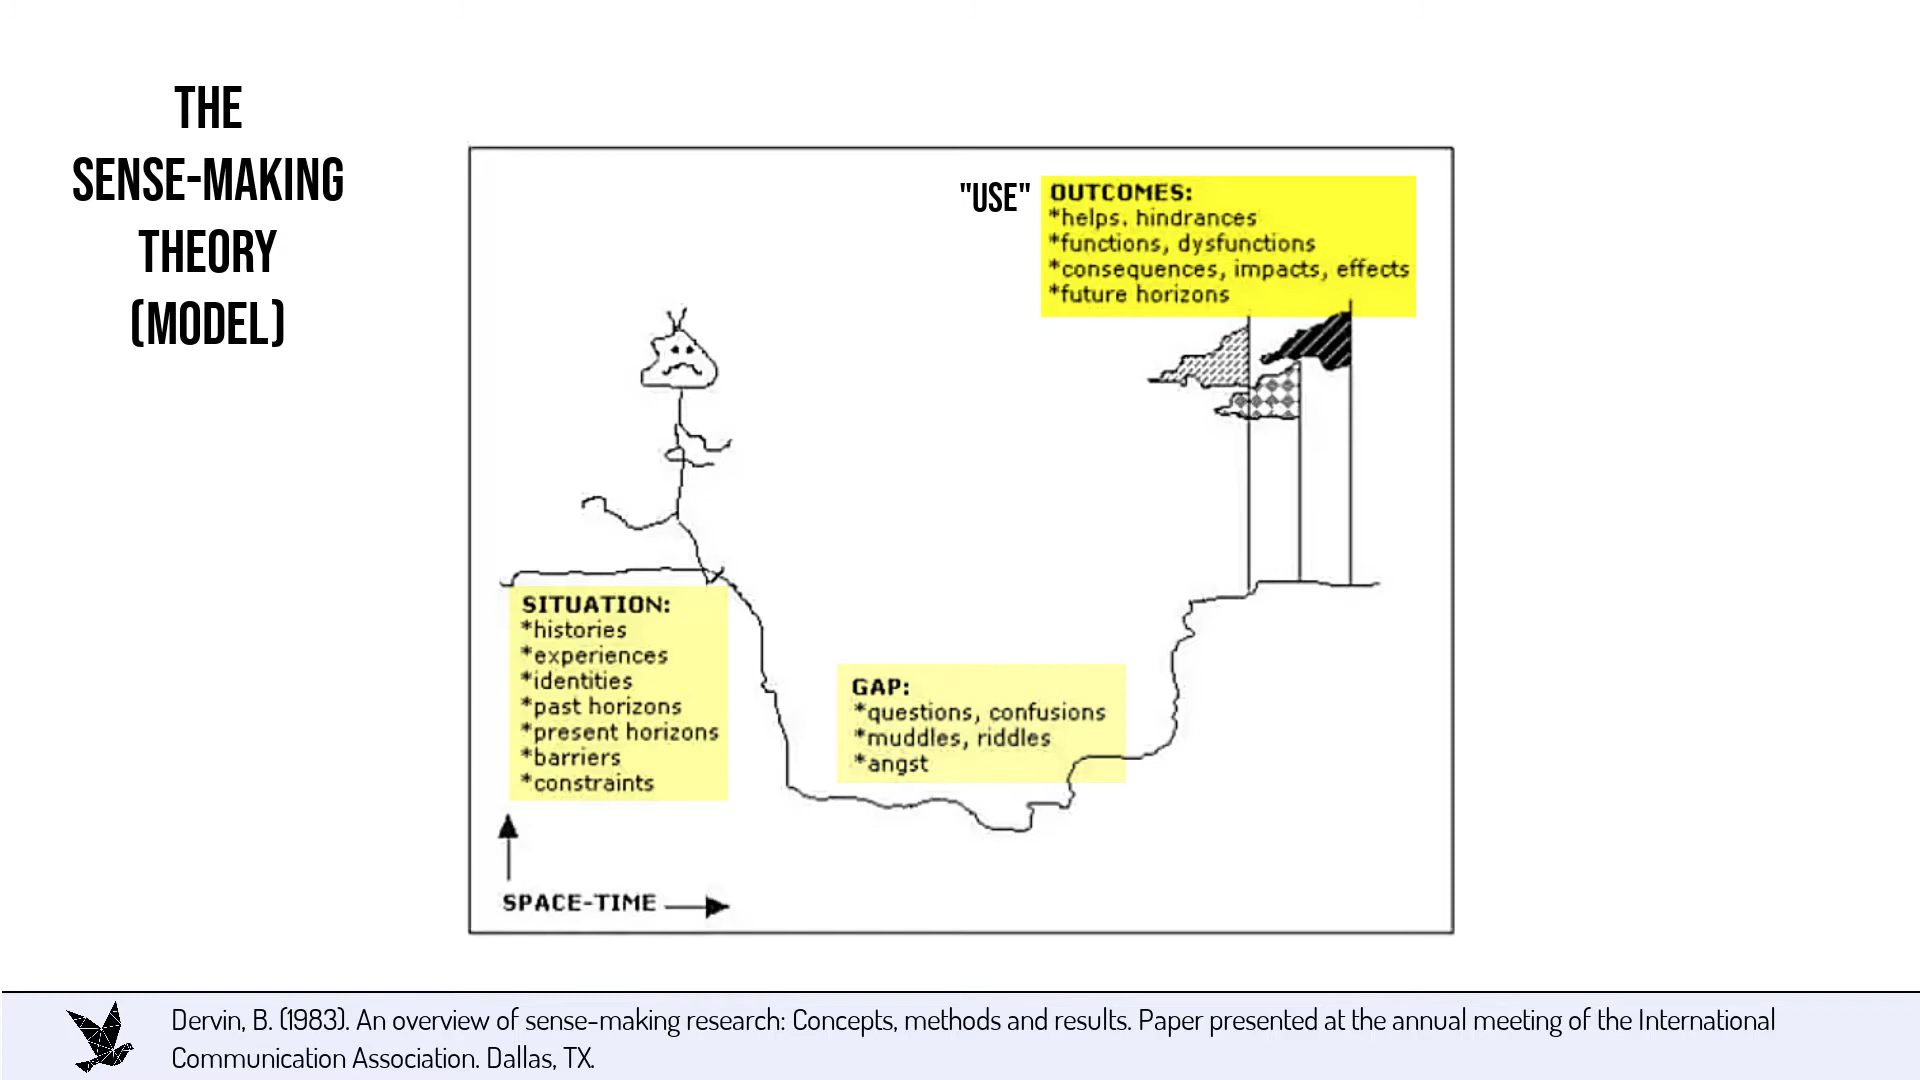 THE
SENSE-MAKING
THEORY
(MODEL)
"USE"
OUTCOMES:
*helps. hindrances
*functions, dysfunctions
*consequences, impacts, effects
*future horizons
SITUATION:
*histories
*experiences
*identities
*past horizons
*present horizons
*barriers
*constraints
GAP:
*questions, confusions
*muddles, riddles
*angst
SPACE-TIME
Dervin, B. (1983). An overview of sense-making research: Concepts, methods and results. Paper presented at the annual meeting of the International
Communication Association. Dallas, TX.